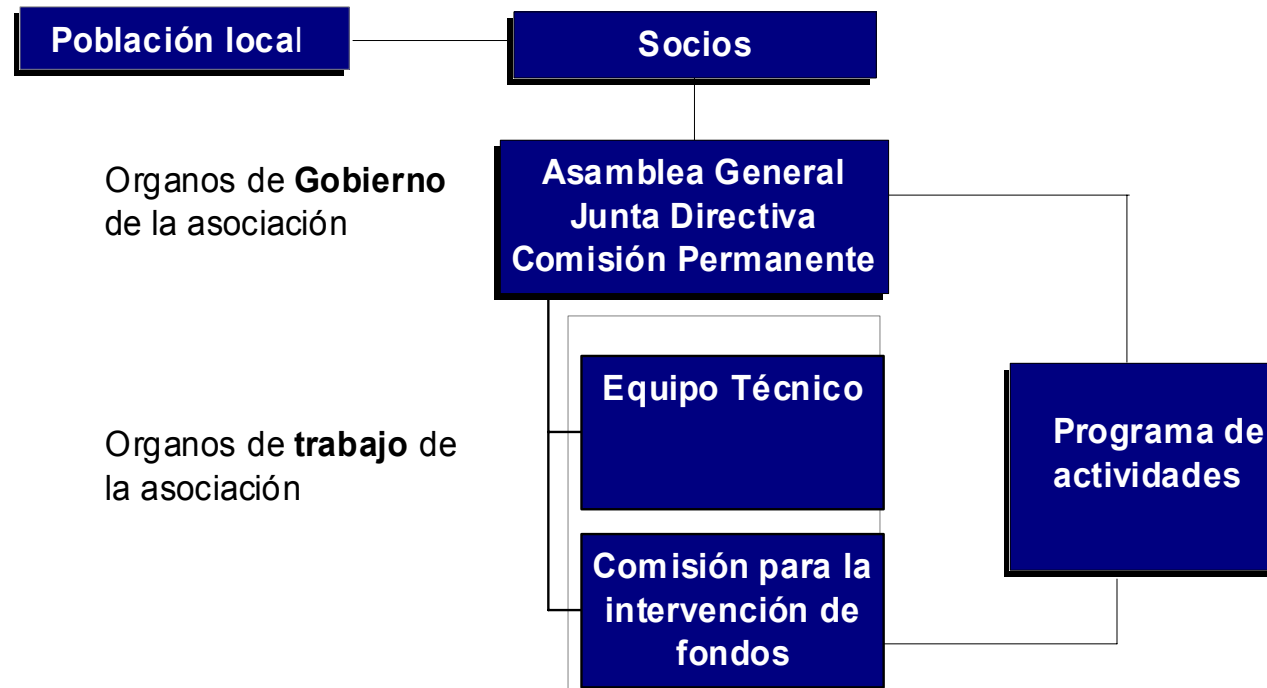 Población local
Socios
Organos de Gobierno
de la asociación
Asamblea General
Junta Directiva
Comisión Permanente
Equipo Técnico
Organos de trabajo de
la asociación
Programa de
actividades
Comisión para la
intervención de
fondos